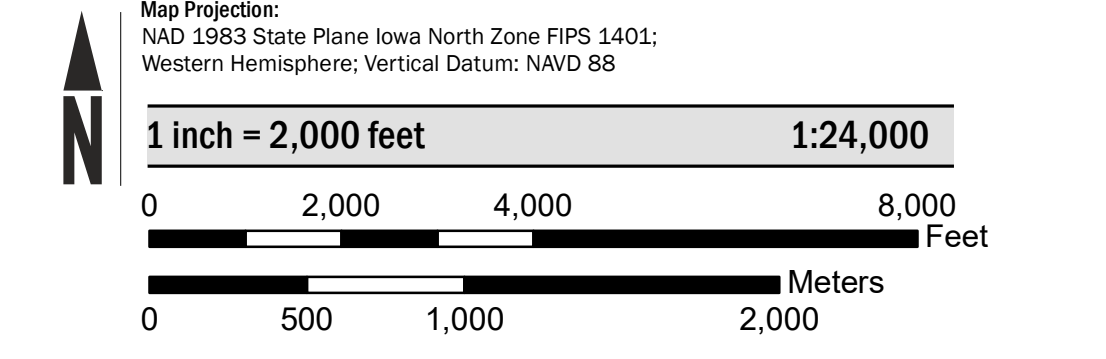 Map Projection:
NAD 1983 State Plane Iowa North Zone FIPS 1401;
Western Hemisphere; Vertical Datum: NAVD 88
N
1 inch = 2,000 feet 1:24,000
0 2,000 4,000 8,000
Feet
Meters
0 500 1,000 2,000